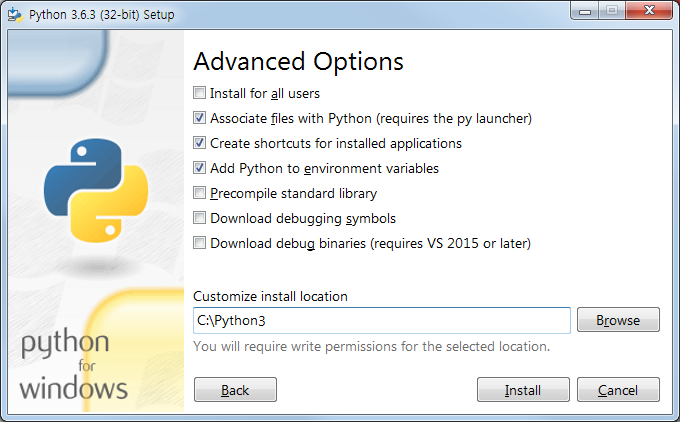 Python 3.6.3 (32-bit) Setup
Advanced Options
Install for all users
Associate files with Python (requires the py launcher)
Create shortcuts for installed applications
Add Python to environment variables
Precompile standard library
Download debugging symbols
Download debug binaries (requires VS 2015 or later)
Customize install location
C:\Python3
Browse
You will require write permissions for the selected location.
python
for
windows
Back
Install
Cancel